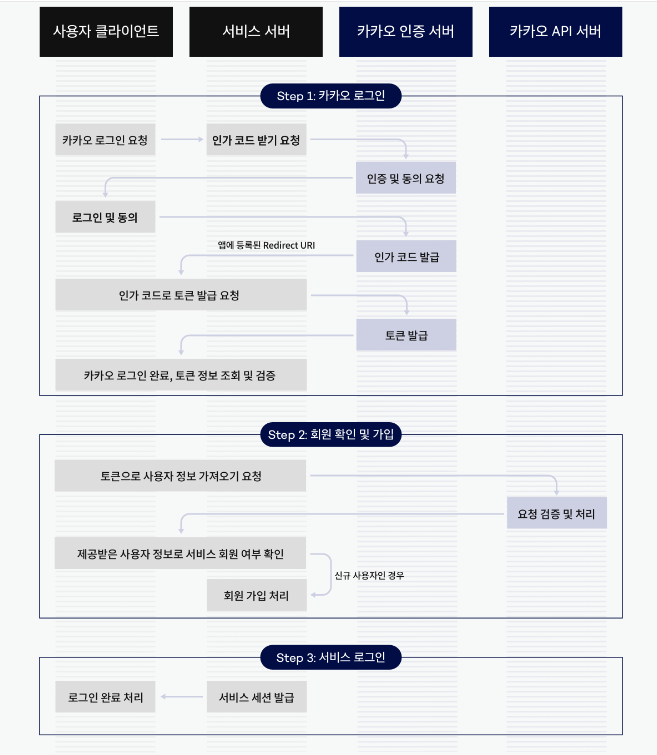 사용자 클라이언트
서비스 서버
카카오 인증 서버
카카오 API 서버
Step 1: 카카오 로그인
카카오 로그인 요청
인가 코드 받기 요청
인증 및 동의 요청
로그인 및 동의
앱에 등록된 Redirect URI
인가 코드 발급
인가 코드로 토큰 발급 요청
토큰 발급
카카오 로그인 완료, 토큰 정보 조회 및 검증
Step 2: 회원 확인 및 가입
토큰으로 사용자 정보 가져오기 요청
요청 검증 및 처리
제공받은 사용자 정보로 서비스 회원 여부 확인
신규 사용자인 경우
회원 가입 처리
Step 3: 서비스 로그인
로그인 완료 처리
서비스 세션 발급